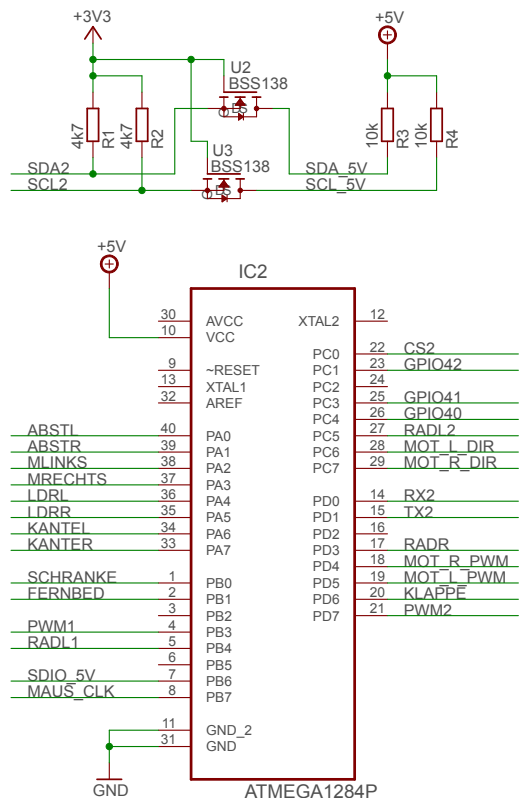 +3V3
+5V
U2
BSS138
4k7
R1
4k7
R2
10k
R3
10k
R4
U3
BSS138
SDA2
SDA_5V
SCL2
SCL_5V
+5V
IC2
30 AVCC XTAL2 12
10 VCC
PC0 22 CS2
9 ~RESET PC1 23 GPIO42
13 XTAL1 PC2 24
32 AREF PC3 25 GPIO41
PC4 26 GPIO40
ABSTL 40 PA0 PC5 27 RADL2
ABSTR 39 PA1 PC6 28 MOT_L_DIR
MLINKS 38 PA2 PC7 29 MOT_R_DIR
MRECHTS 37 PA3
LDRL 36 PA4 PD0 14 RX2
LDRR 35 PA5 PD1 15 TX2
KANTEL 34 PA6 PD2 16
KANTER 33 PA7 PD3 17 RADR
PD4 18 MOT_R_PWM
SCHRANKE 1 PB0 PD5 19 MOT_L_PWM
FERNBED 2 PB1 PD6 20 KLAPPE
3 PB2 PD7 21 PWM2
PWM1 4 PB3
RADL1 5 PB4
6 PB5
SDIO_5V 7 PB6
MAUS_CLK 8 PB7
11 GND_2
31 GND
GND
ATMEGA1284P